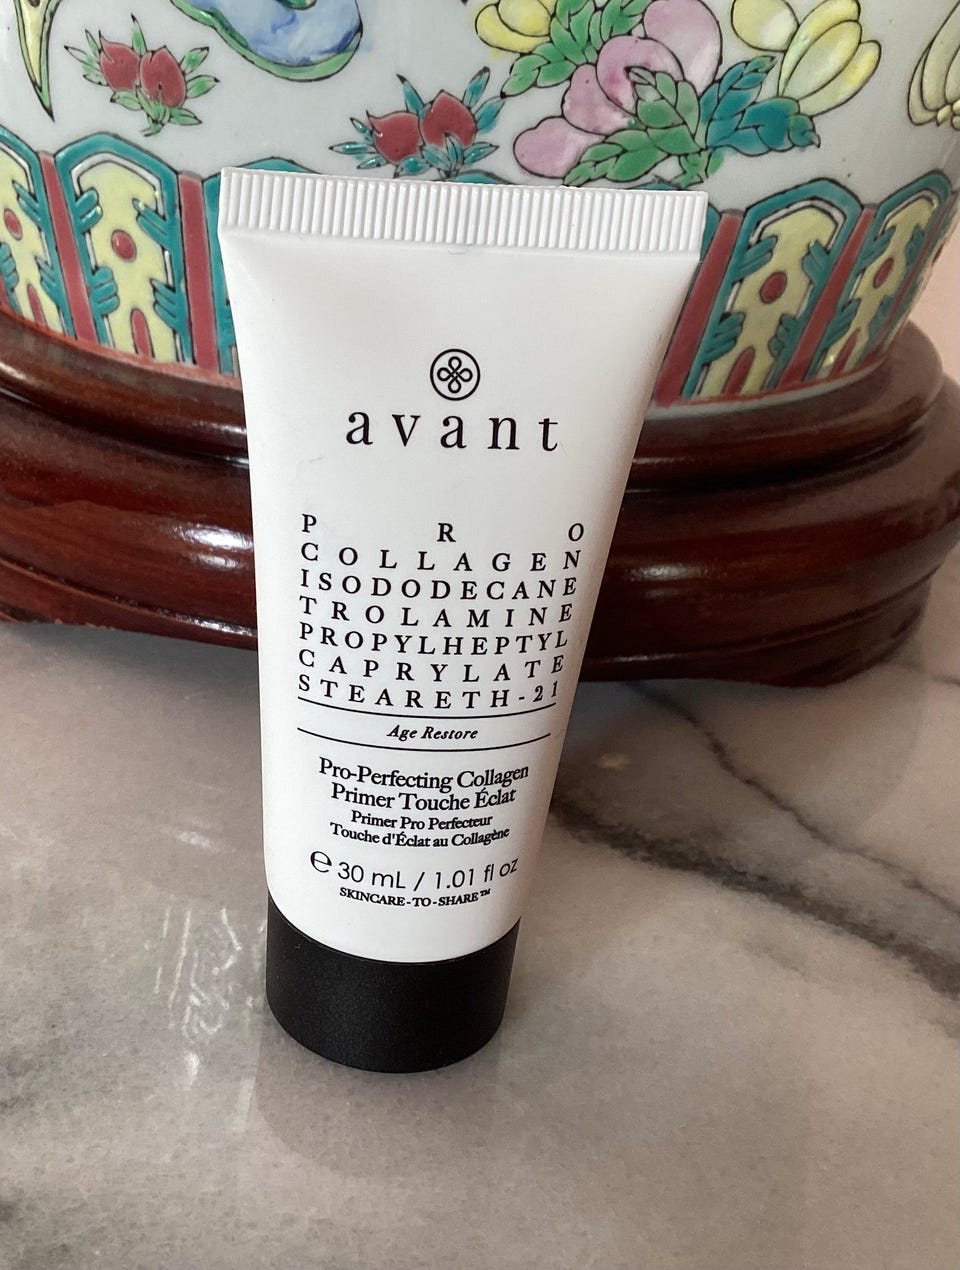 avant
PRO
COLLAGEN
ISODODECANE
TROLAMINE
PROPYLHEPTYL
CAPRYLATE
STEARETH-21
Age Restore
Pro-Perfecting Collagen
Primer Touche Éclat
Primer Pro Perfecteur
Touche d'Éclat au Collagène
℮ 30 mL / 1.01 fl oz
SKINCARE-TO-SHARE™